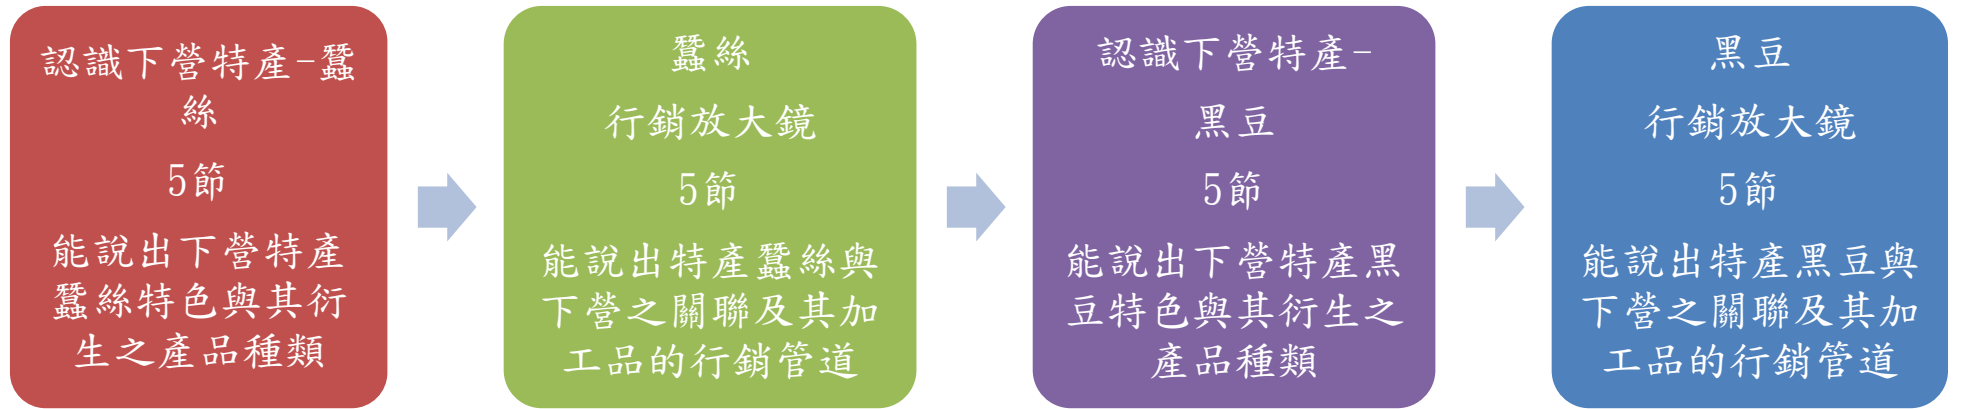 認識下營特產-蠶
絲
5節
能說出下營特產
蠶絲特色與其衍
生之產品種類
蠶絲
行銷放大鏡
5節
能說出特產蠶絲與
下營之關聯及其加
工品的行銷管道
認識下營特產-
黑豆
5節
能說出下營特產黑
豆特色與其衍生之
產品種類
黑豆
行銷放大鏡
5節
能說出特產黑豆與
下營之關聯及其加
工品的行銷管道